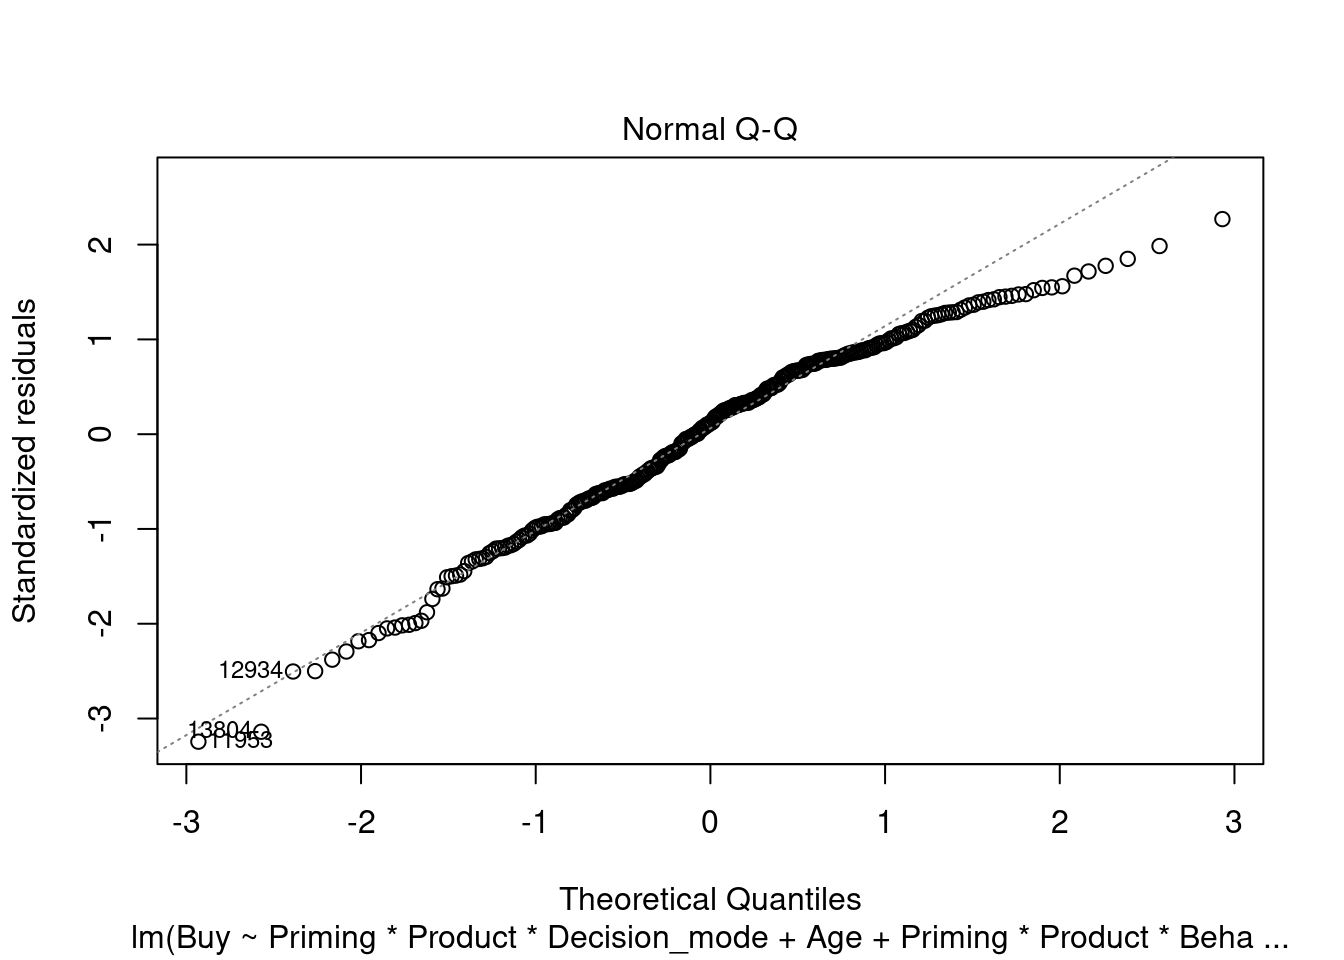 Normal Q-Q
Standardized residuals
2
1
0
-1
-2
-3
12934
13804
11953
-3 -2 -1 0 1 2 3
Theoretical Quantiles
lm(Buy ~ Priming * Product * Decision_mode + Age + Priming * Product * Beha ...